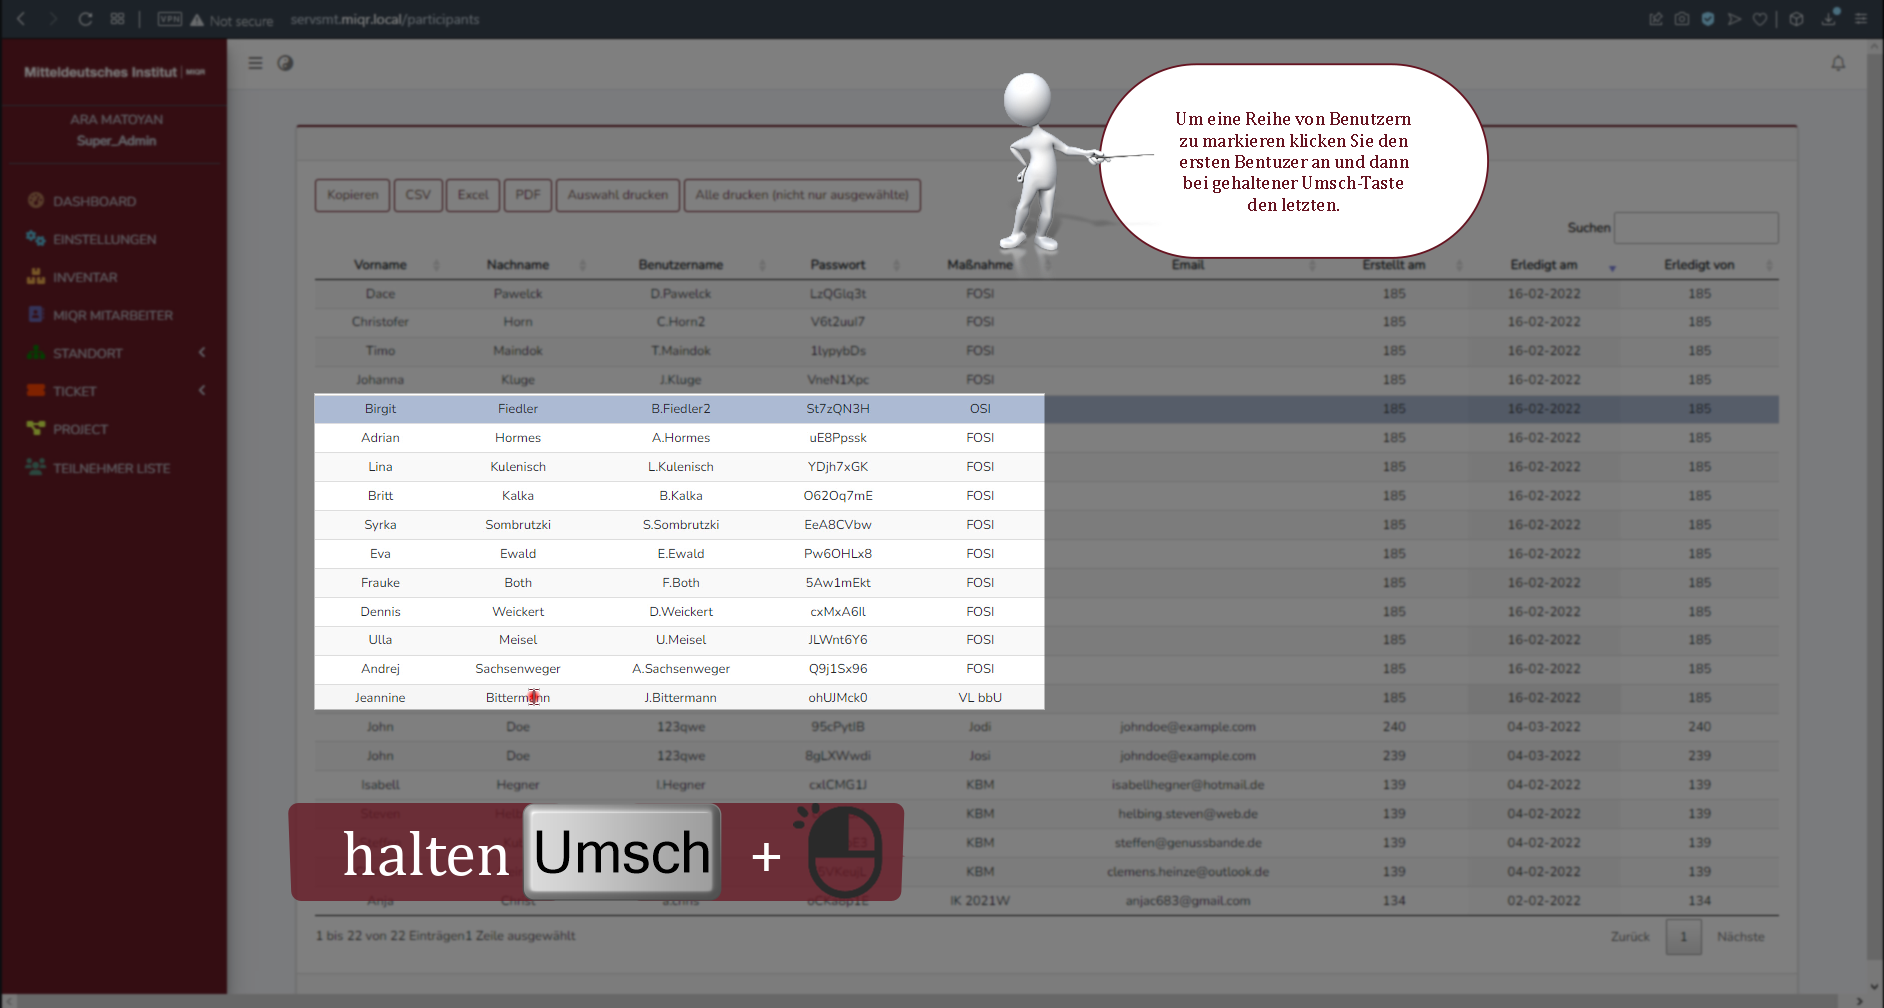 VPN Not secure servsmt.miqr.local/participants
Mitteldeutsches Institut MIQR
ARA MATOYAN
Super_Admin
DASHBOARD
EINSTELLUNGEN
INVENTAR
MIQR MITARBEITER
STANDORT
TICKET
PROJECT
TEILNEHMER LISTE
Um eine Reihe von Benutzern
zu markieren klicken Sie den
ersten Bentuzer an und dann
bei gehaltener Umsch-Taste
den letzten.
Kopieren CSV Excel PDF Auswahl drucken Alle drucken (nicht nur ausgewählte)
Suchen
Vorname Nachname Benutzername Passwort Maßnahme Email Erstellt am Erledigt am Erledigt von
Dace Pawelck D.Pawelck LzQGlq3t FOSI 185 16-02-2022 185
Christofer Horn C.Horn2 V6t2uuI7 FOSI 185 16-02-2022 185
Timo Maindok T.Maindok 1lypybDs FOSI 185 16-02-2022 185
Johanna Kluge J.Kluge VneN1Xpc FOSI 185 16-02-2022 185
Birgit Fiedler B.Fiedler2 St7zQN3H OSI 185 16-02-2022 185
Adrian Hormes A.Hormes uE8Ppssk FOSI 185 16-02-2022 185
Lina Kulenisch L.Kulenisch YDjh7xGK FOSI 185 16-02-2022 185
Britt Kalka B.Kalka O62Oq7mE FOSI 185 16-02-2022 185
Syrka Sombrutzki S.Sombrutzki EeA8CVbw FOSI 185 16-02-2022 185
Eva Ewald E.Ewald Pw6OHLx8 FOSI 185 16-02-2022 185
Frauke Both F.Both 5Aw1mEkt FOSI 185 16-02-2022 185
Dennis Weickert D.Weickert cxMxA6Il FOSI 185 16-02-2022 185
Ulla Meisel U.Meisel JLWnt6Y6 FOSI 185 16-02-2022 185
Andrej Sachsenweger A.Sachsenweger Q9j1Sx96 FOSI 185 16-02-2022 185
Jeannine Bittermann J.Bittermann ohUJMck0 VL bbU 185 16-02-2022 185
John Doe 123qwe 95cPytIB Jodi johndoe@example.com 240 04-03-2022 240
John Doe 123qwe 8gLXWwdi Josi johndoe@example.com 239 04-03-2022 239
Isabell Hegner I.Hegner cxlCMG1J KBM isabellhegner@hotmail.de 139 04-02-2022 139
Steven KBM helbing.steven@web.de 139 04-02-2022 139
KBM steffen@genussbande.de 139 04-02-2022 139
KBM clemens.heinze@outlook.de 139 04-02-2022 139
Anja Christ a.chris IK 2021W anjac683@gmail.com 134 02-02-2022 134
halten Umsch +
1 bis 22 von 22 Einträgen1 Zeile ausgewählt
Zurück 1 Nächste